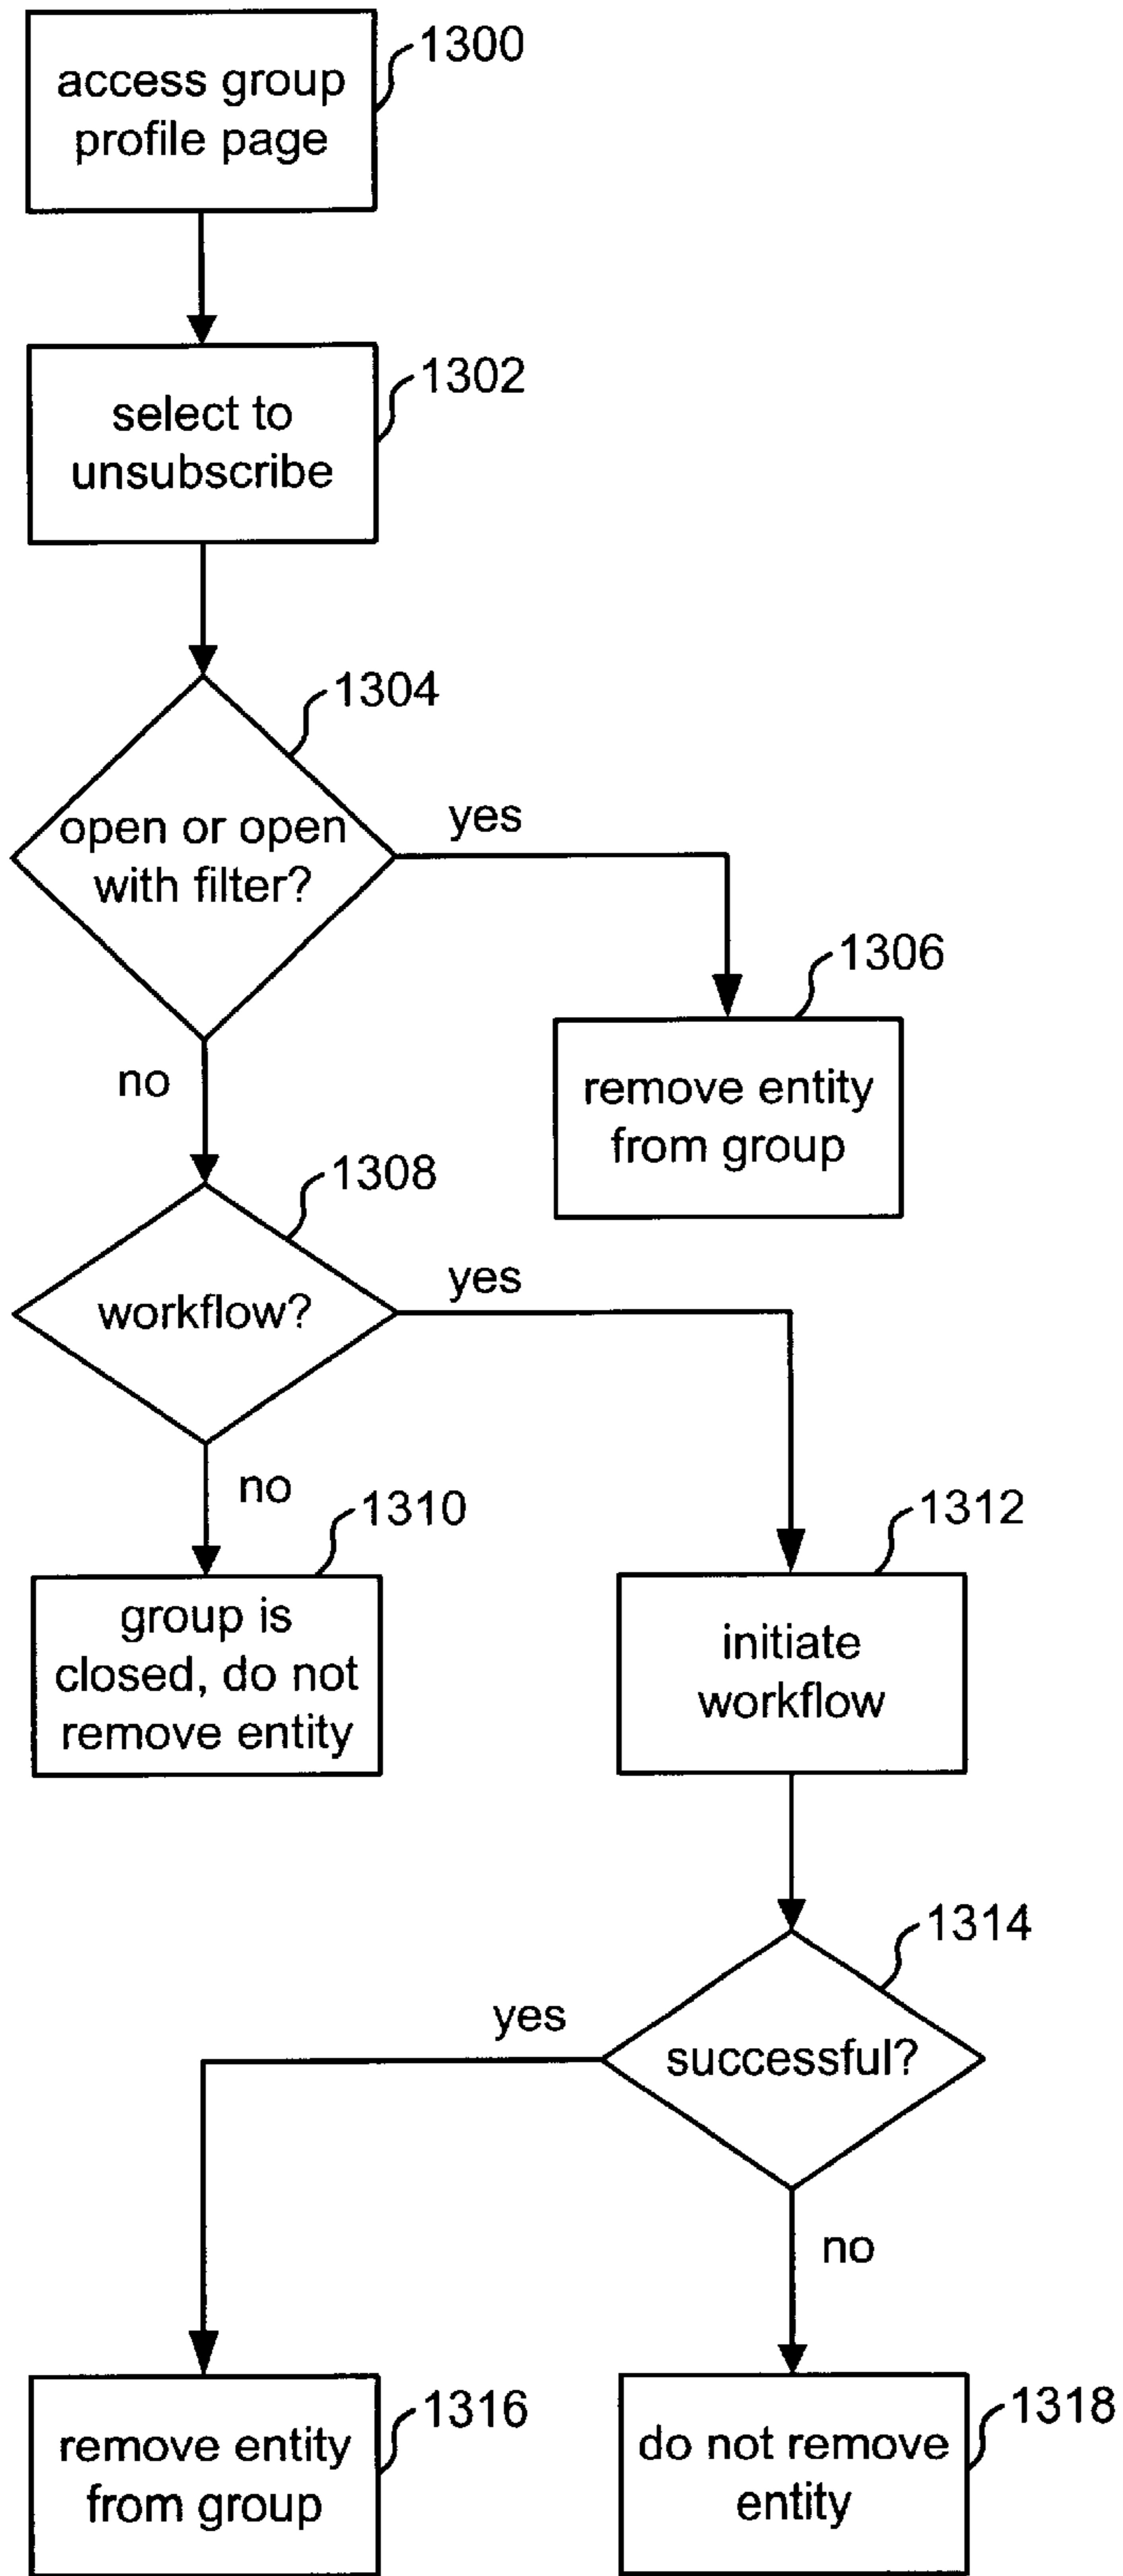 1300
access group
profile page
1302
select to
unsubscribe
1304
open or open
with filter?
yes
1306
remove entity
from group
no
1308
workflow?
yes
no
1310
group is
closed, do not
remove entity
1312
initiate
workflow
1314
successful?
yes
no
1316
remove entity
from group
1318
do not remove
entity